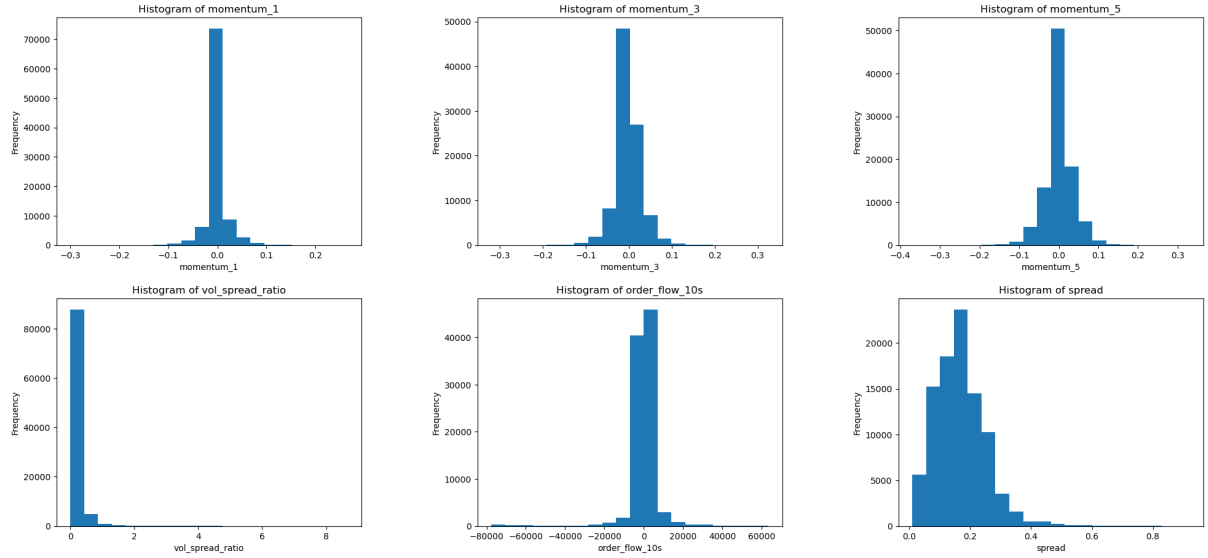 Histogram of momentum_1
Frequency
70000
60000
50000
40000
30000
20000
10000
0
−0.3 −0.2 −0.1 0.0 0.1 0.2
momentum_1
Histogram of momentum_3
Frequency
50000
40000
30000
20000
10000
0
−0.3 −0.2 −0.1 0.0 0.1 0.2 0.3
momentum_3
Histogram of momentum_5
Frequency
50000
40000
30000
20000
10000
0
−0.4 −0.3 −0.2 −0.1 0.0 0.1 0.2 0.3
momentum_5
Histogram of vol_spread_ratio
Frequency
80000
60000
40000
20000
0
0 2 4 6 8
vol_spread_ratio
Histogram of order_flow_10s
Frequency
40000
30000
20000
10000
0
−80000 −60000 −40000 −20000 0 20000 40000 60000
order_flow_10s
Histogram of spread
Frequency
20000
15000
10000
5000
0
0.0 0.2 0.4 0.6 0.8
spread